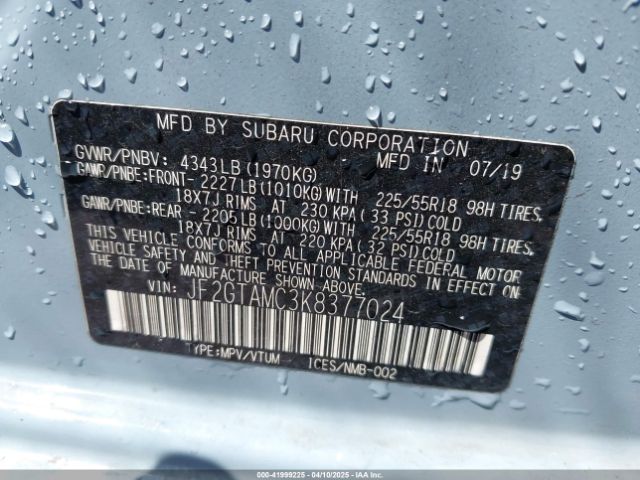 MFD BY SUBARU CORPORATION
GVWR/PNBV: 4343LB (1970KG) MFD IN 07/19
GAWR/PNBE:FRONT- 2227LB(1010KG)WITH 225/55R18 98H TIRES,
18X7J RIMS AT 230 KPA(33 PSI)COLD
GAWR/PNBE:REAR - 2205LB(1000KG)WITH 225/55R18 98H TIRES,
18X7J RIMS AT 220 KPA(32 PSI)COLD
THIS VEHICLE CONFORMS TO ALL APPLICABLE FEDERAL MOTOR
VEHICLE SAFETY AND THEFT PREVENTION STANDARDS IN EFFECT ON
THE DATE OF MANUFACTURE SHOWN ABOVE.
VIN: JF2GTAMC3K8377024
TYPE:MPV/VTUM ICES/NMB-002
000-41999225 - 04/10/2025 - IAAI.COM